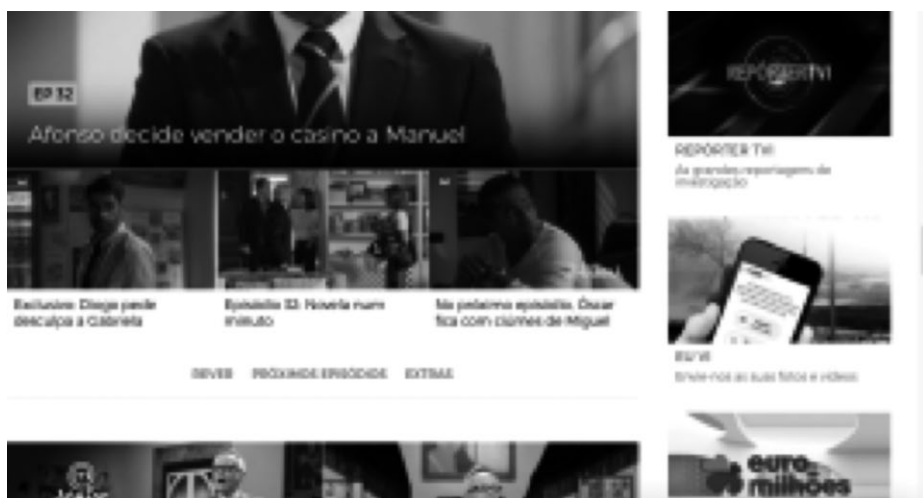 EP 32
Afonso decide vender o casino a Manuel
Exclusivo: Diogo pede
desculpa a Gabriela
Episódio 32: Novela num
minuto
No próximo episódio: Óscar
fica com ciúmes de Miguel
REVER PRÓXIMOS EPISÓDIOS EXTRAS
REPÓRTER TVI
REPÓRTER TVI
As grandes reportagens de
investigação
EU VI
Envie-nos as suas fotos e vídeos
euro
milhões